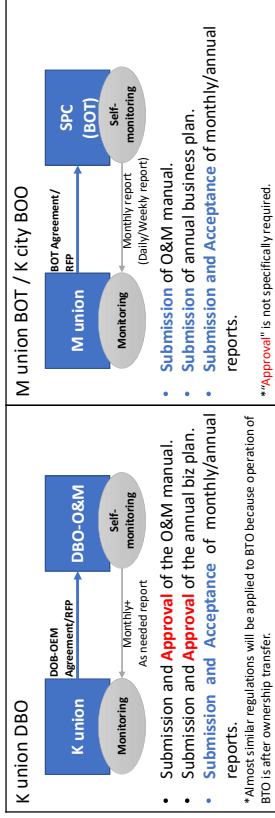 K union DBO
K union
Monitoring
DOB-OEM
Agreement/RFP
Monthly+
As needed report
DBO-O&M
Self-
monitoring
• Submission and Approval of the O&M manual.
• Submission and Approval of the annual biz plan.
• Submission and Acceptance of monthly/annual
reports.
*Almost similar regulations will be applied to BTO because operation of
BTO is after ownership transfer.
M union BOT / K city BOO
M union
Monitoring
BOT Agreement/
RFP
Monthly report
(Daily/Weekly report)
SPC
(BOT)
Self-
monitoring
• Submission of O&M manual.
• Submission of annual business plan.
• Submission and Acceptance of monthly/annual
reports.
*"Approval" is not specifically required.